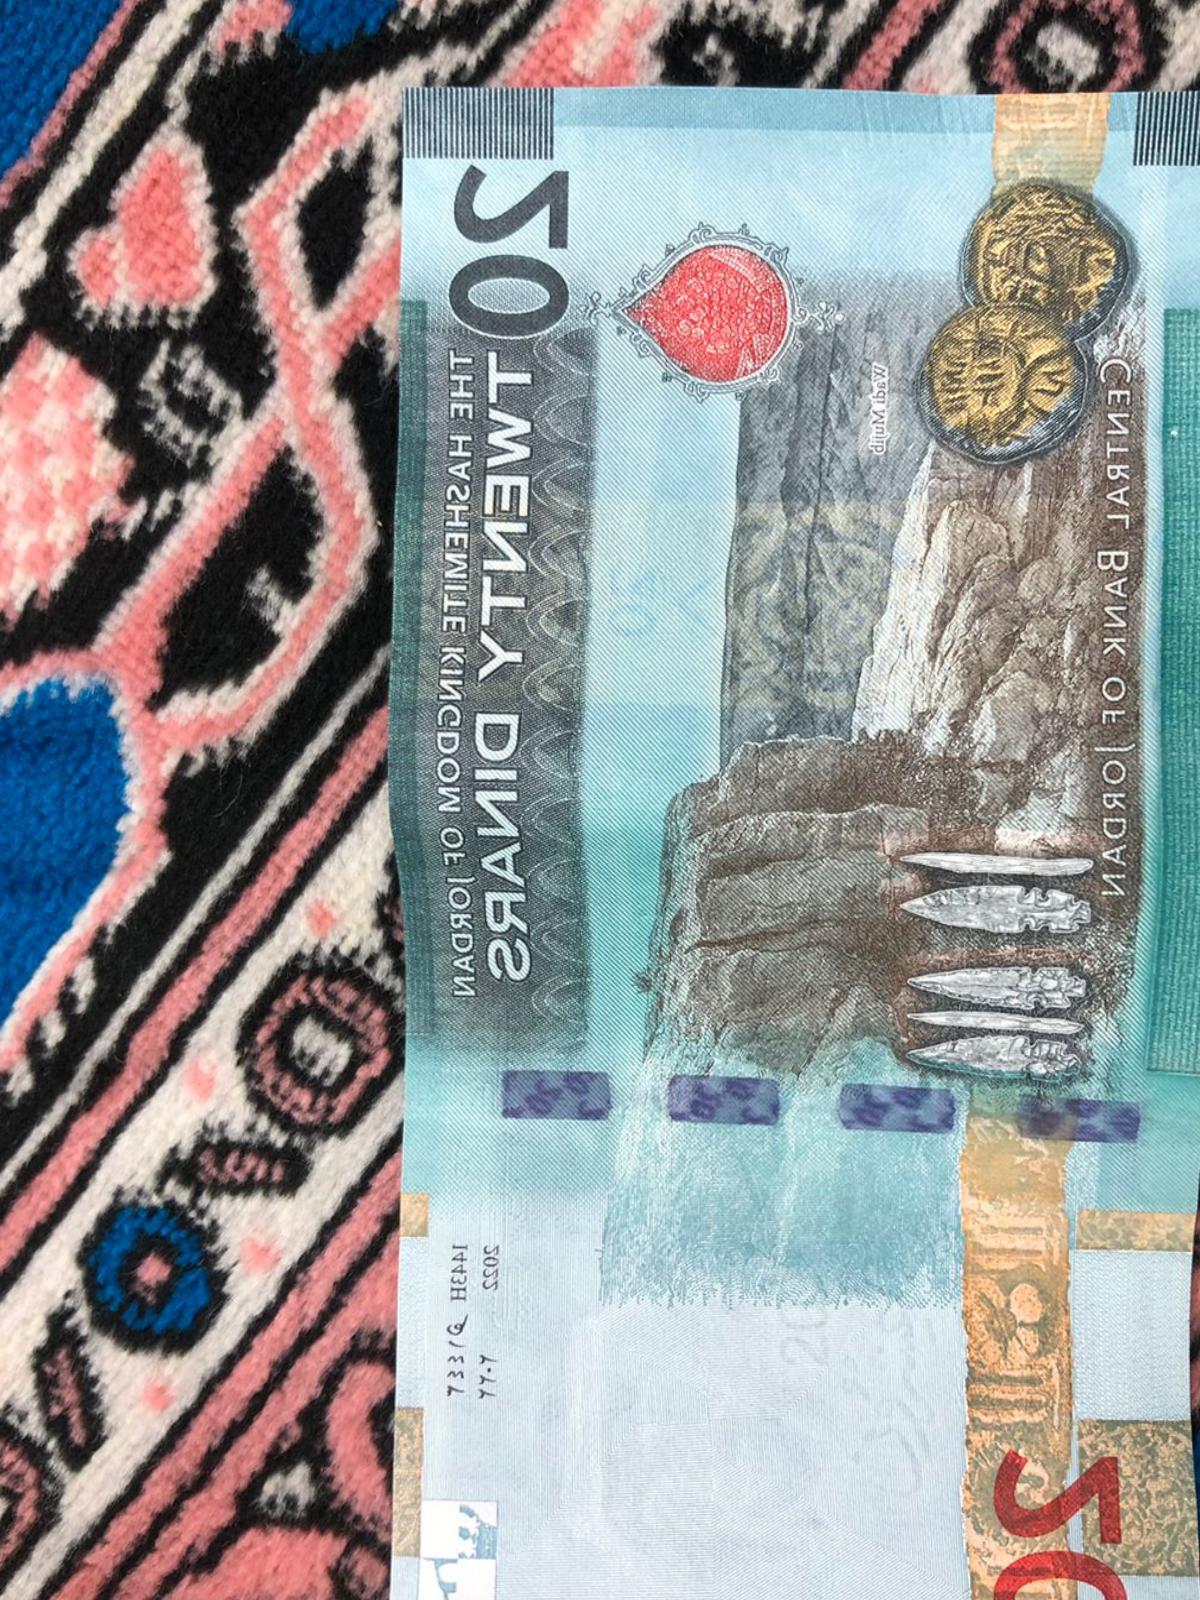 CENTRAL BANK OF JORDAN
Wadi Mujib
20
TWENTY DINARS
THE HASHEMITE KINGDOM OF JORDAN
2022
1443H
٢٠٢٢
١٤٤٣هـ
20